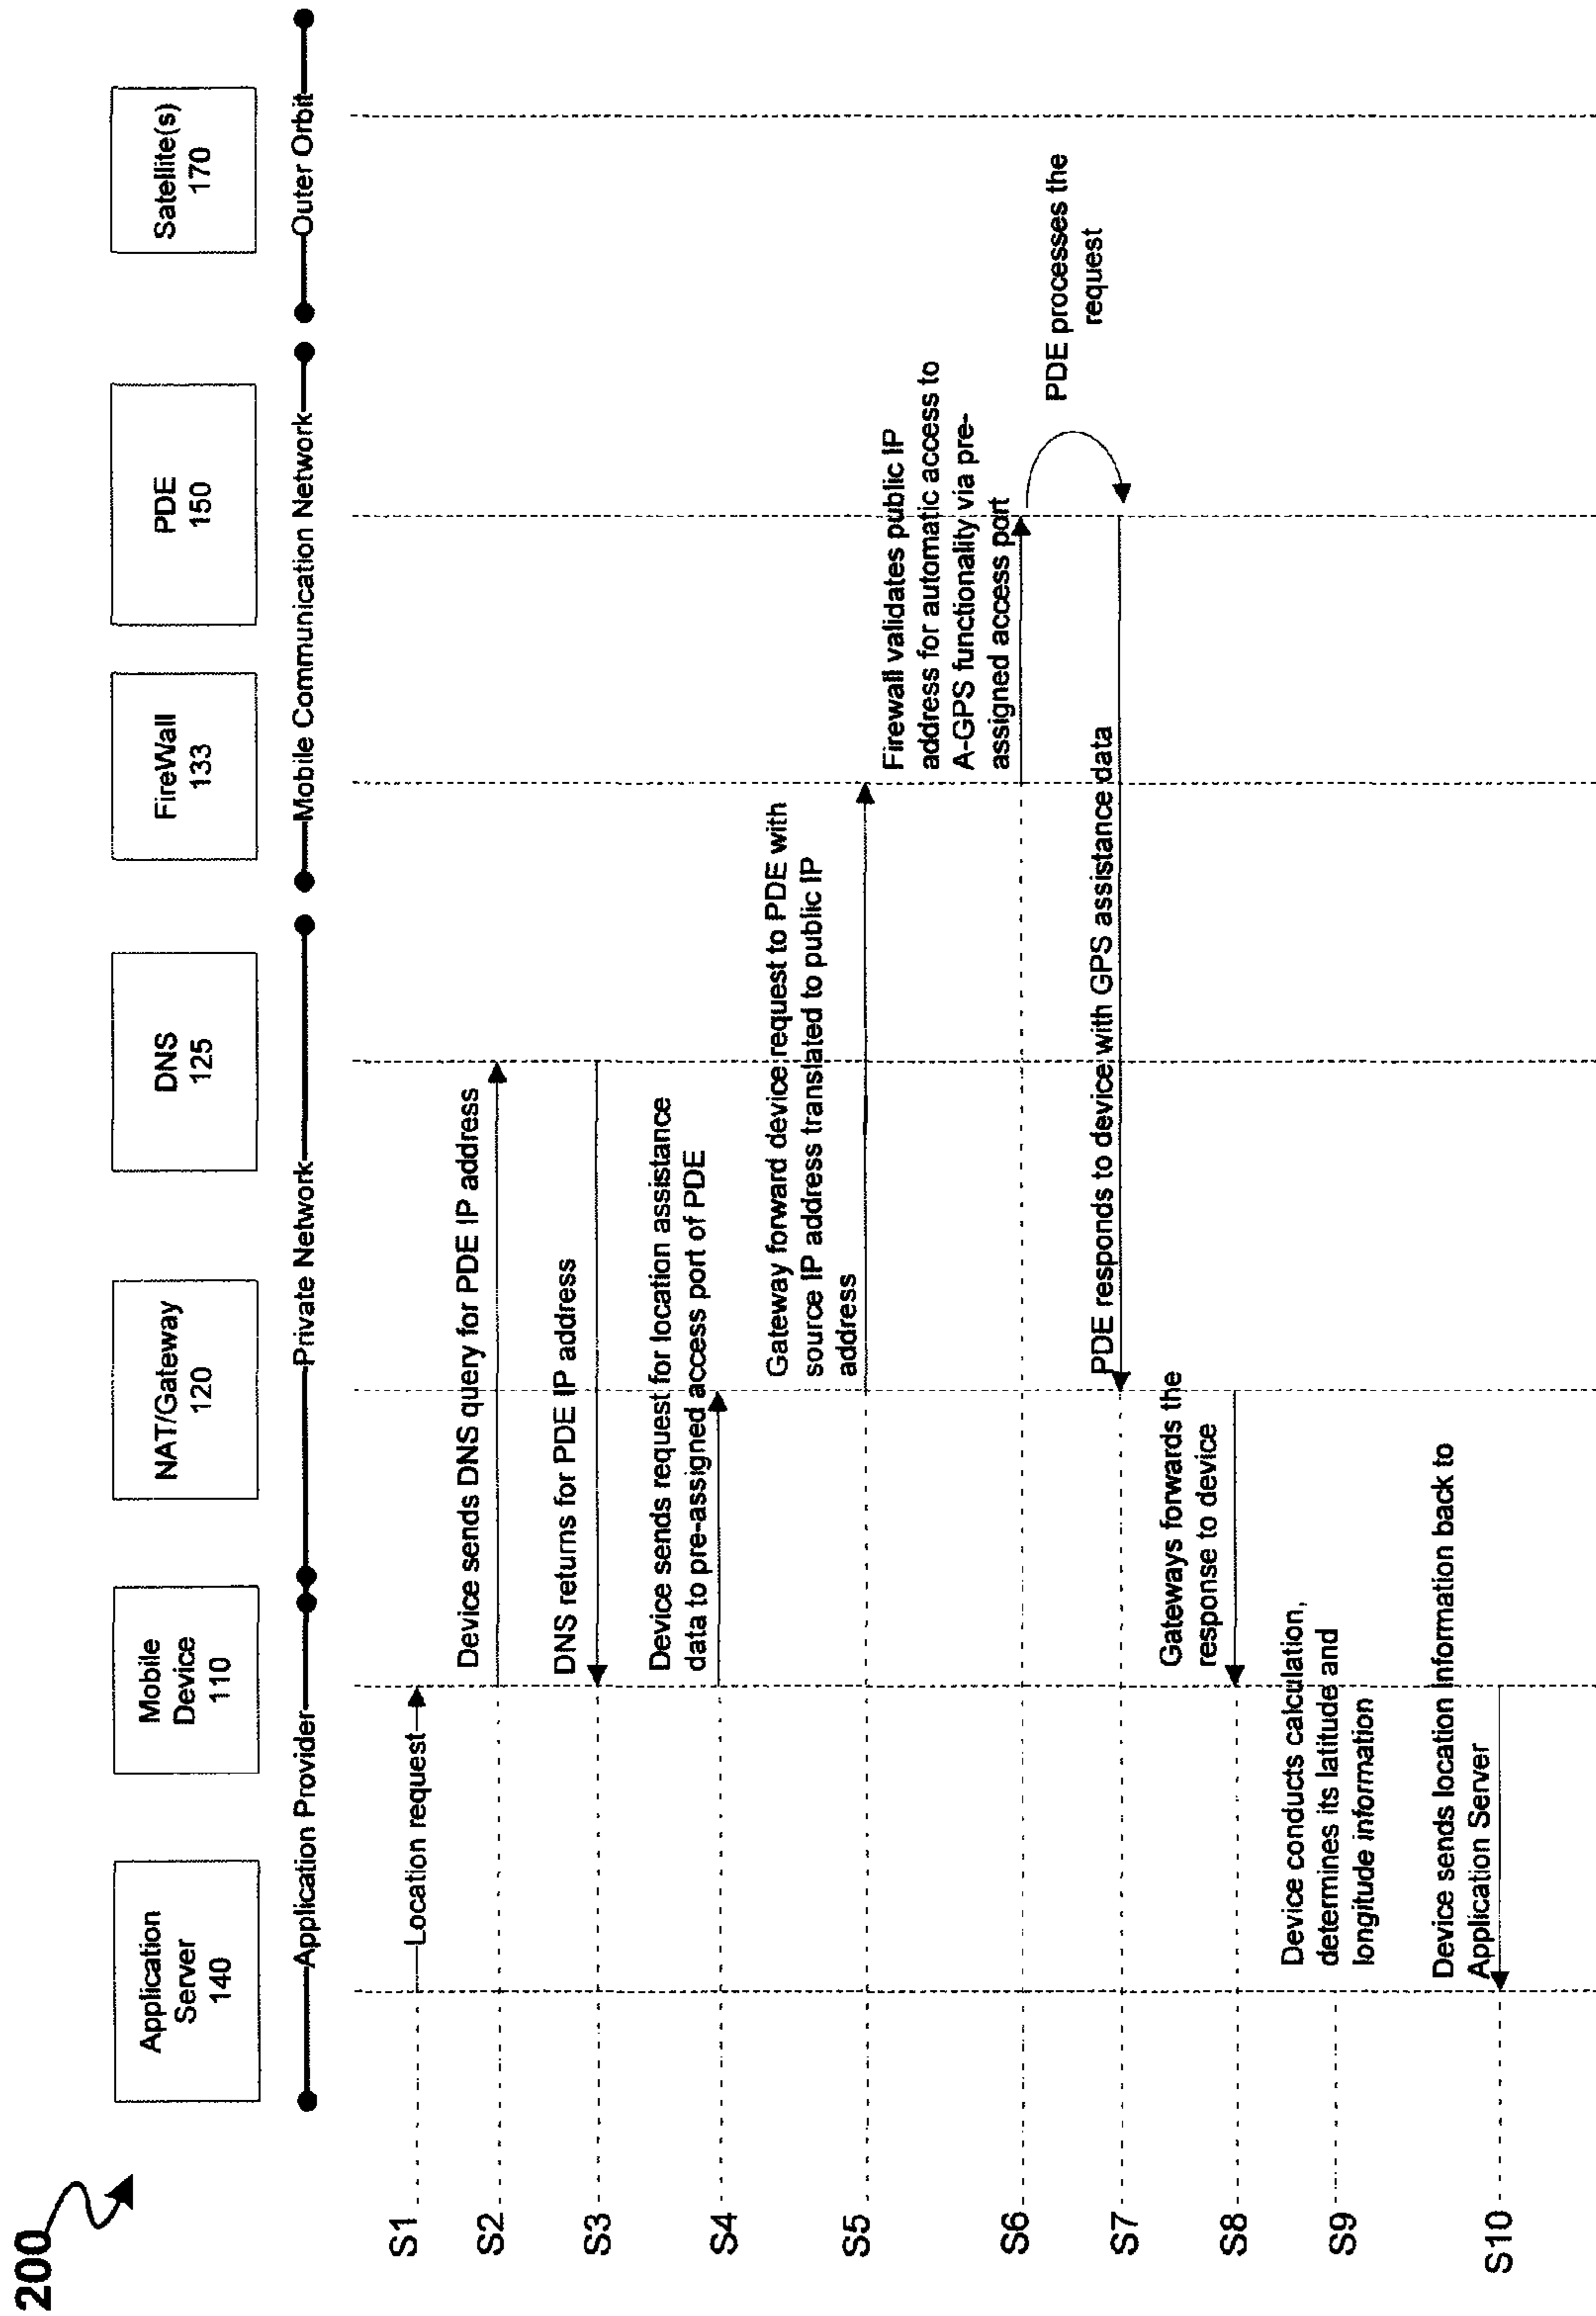 200
Application
Server
140
Mobile
Device
110
NAT/Gateway
120
DNS
125
FireWall
133
PDE
150
Satellite(s)
170
Application Provider
Private Network
Mobile Communication Network
Outer Orbit
S1
Location request
S2
Device sends DNS query for PDE IP address
S3
DNS returns for PDE IP address
S4
Device sends request for location assistance
data to pre-assigned access port of PDE
S5
Gateway forward device request to PDE with
source IP address translated to public IP
address
S6
Firewall validates public IP
address for automatic access to
A-GPS functionality via pre-
assigned access port
PDE processes the
request
S7
PDE responds to device with GPS assistance data
S8
Gateways forwards the
response to device
S9
Device conducts calculation,
determines its latitude and
longitude information
S10
Device sends location information back to
Application Server